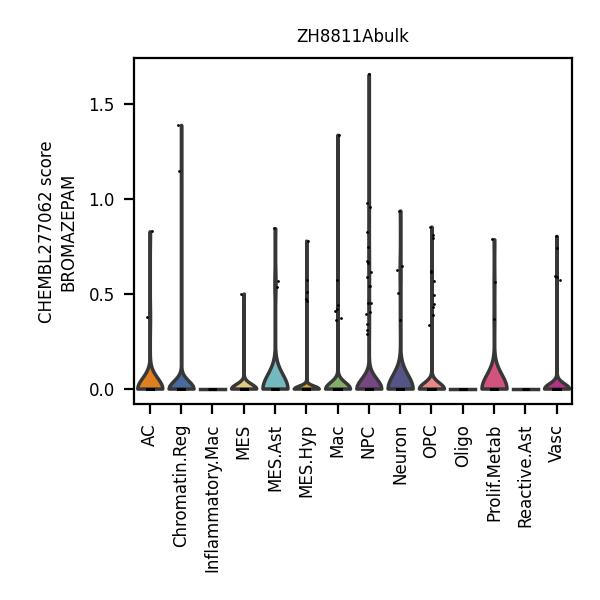 ZH8811Abulk
CHEMBL277062 score
BROMAZEPAM
1.5
1.0
0.5
0.0
AC
Chromatin.Reg
Inflammatory.Mac
MES
MES.Ast
MES.Hyp
Mac
NPC
Neuron
OPC
Oligo
Prolif.Metab
Reactive.Ast
Vasc